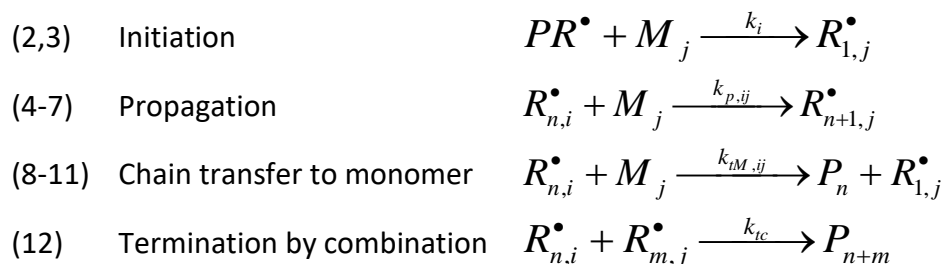 (2,3) Initiation PR• + M_j —k_i→ R•_{1,j}
(4-7) Propagation R•_{n,i} + M_j —k_{p,ij}→ R•_{n+1,j}
(8-11) Chain transfer to monomer R•_{n,i} + M_j —k_{tM,ij}→ P_n + R•_{1,j}
(12) Termination by combination R•_{n,i} + R•_{m,j} —k_{tc}→ P_{n+m}